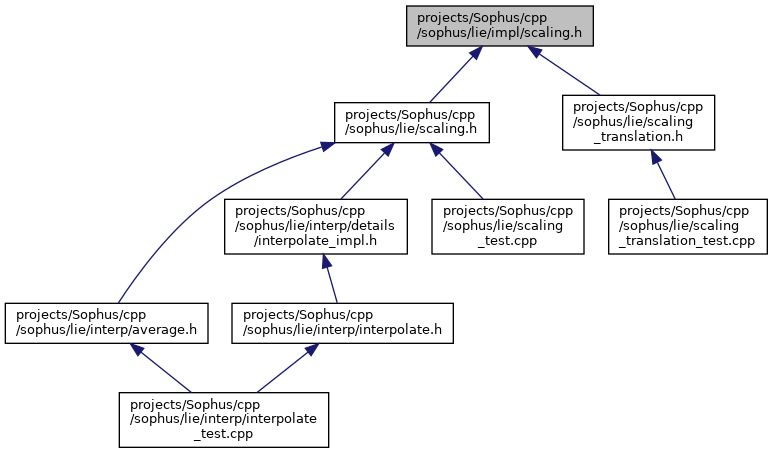 projects/Sophus/cpp
/sophus/lie/impl/scaling.h
projects/Sophus/cpp
/sophus/lie/scaling.h
projects/Sophus/cpp
/sophus/lie/scaling
_translation.h
projects/Sophus/cpp
/sophus/lie/interp/details
/interpolate_impl.h
projects/Sophus/cpp
/sophus/lie/scaling
_test.cpp
projects/Sophus/cpp
/sophus/lie/scaling
_translation_test.cpp
projects/Sophus/cpp
/sophus/lie/interp/average.h
projects/Sophus/cpp
/sophus/lie/interp/interpolate.h
projects/Sophus/cpp
/sophus/lie/interp/interpolate
_test.cpp